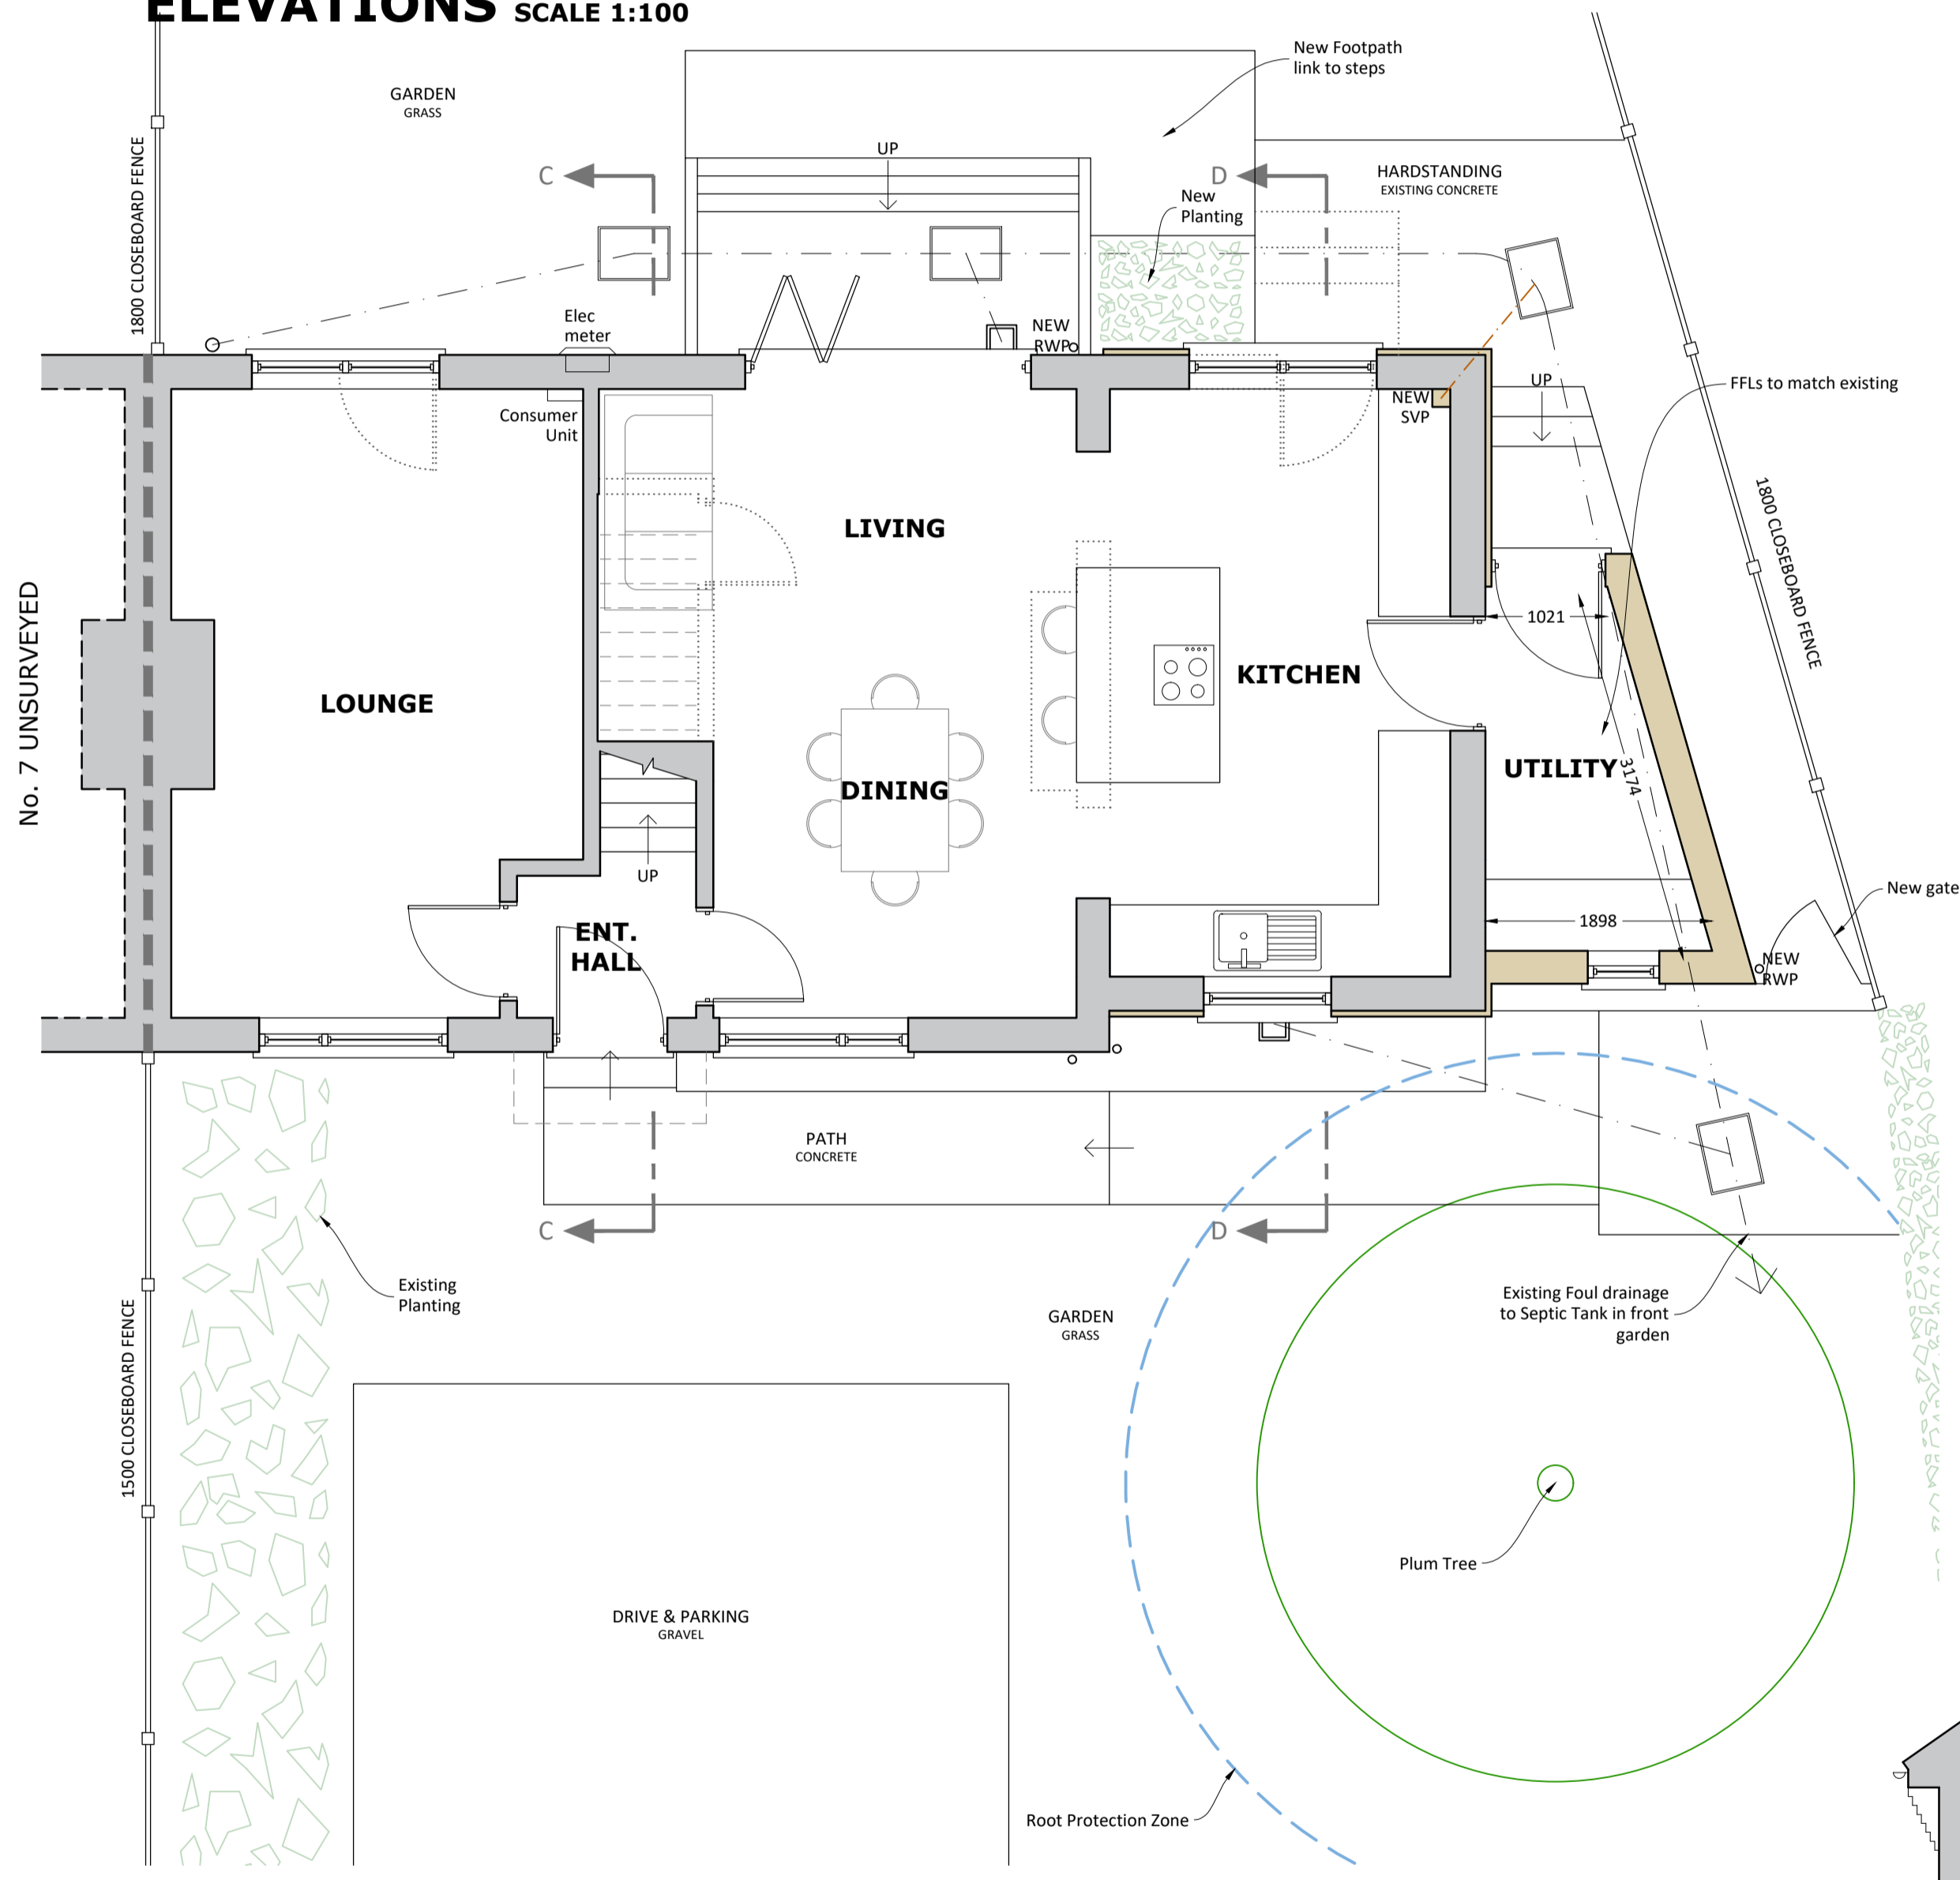 ELEVATIONS SCALE 1:100
New Footpath
link to steps
GARDEN
GRASS
1800 CLOSEBOARD FENCE
UP
C
D
HARDSTANDING
EXISTING CONCRETE
New
Planting
Elec
meter
NEW
RWP
Consumer
Unit
NEW
SVP
UP
FFLs to match existing
1800 CLOSEBOARD FENCE
LIVING
No. 7 UNSURVEYED
LOUNGE
1021
KITCHEN
UTILITY
3174
DINING
UP
ENT.
HALL
1898
New gate
NEW
RWP
PATH
CONCRETE
C
D
Existing
Planting
1500 CLOSEBOARD FENCE
GARDEN
GRASS
Existing Foul drainage
to Septic Tank in front
garden
Plum Tree
DRIVE & PARKING
GRAVEL
Root Protection Zone